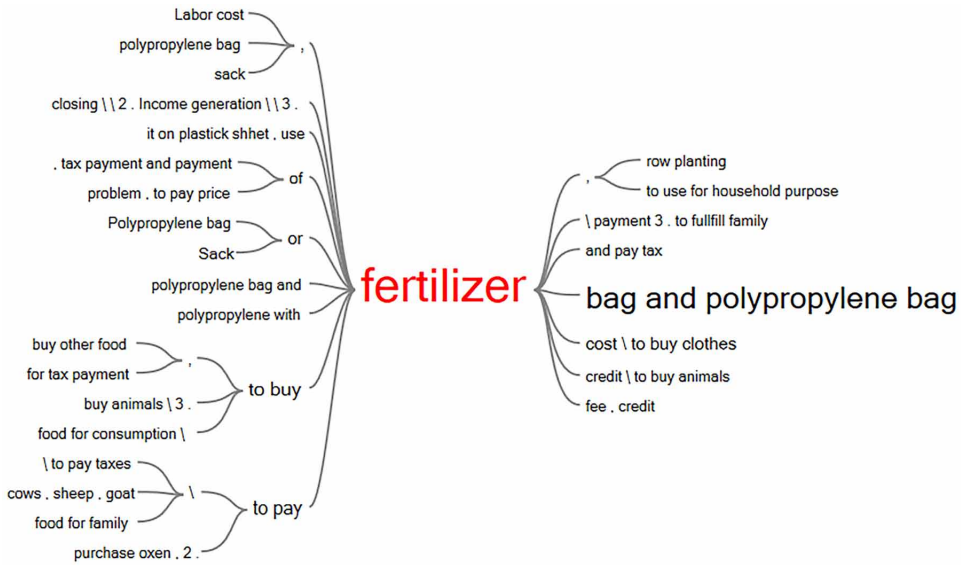 Labor cost
polypropylene bag
sack
,
closing \ \ 2 . Income generation \ \ 3 .
it on plastick shhet . use
. tax payment and payment
problem . to pay price
of
Polypropylene bag
Sack
or
polypropylene bag and
polypropylene with
buy other food
for tax payment
,
buy animals \ 3 .
food for consumption \
to buy
\ to pay taxes
cows . sheep . goat
food for family
\
purchase oxen . 2 .
to pay
fertilizer
,
row planting
to use for household purpose
\ payment 3 . to fullfill family
and pay tax
bag and polypropylene bag
cost \ to buy clothes
credit \ to buy animals
fee . credit